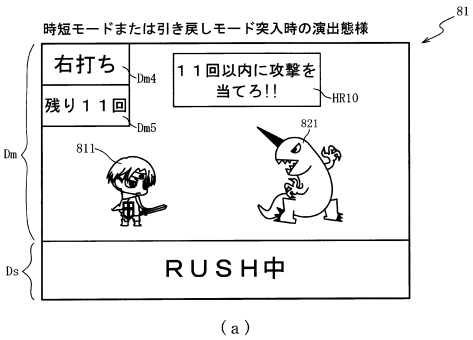 時短モードまたは引き戻しモード突入時の演出態様
81
右打ち
Dm4
残り11回
Dm5
11回以内に攻撃を
当てろ!!
HR10
811
821
Dm
Ds
RUSH中
(a)